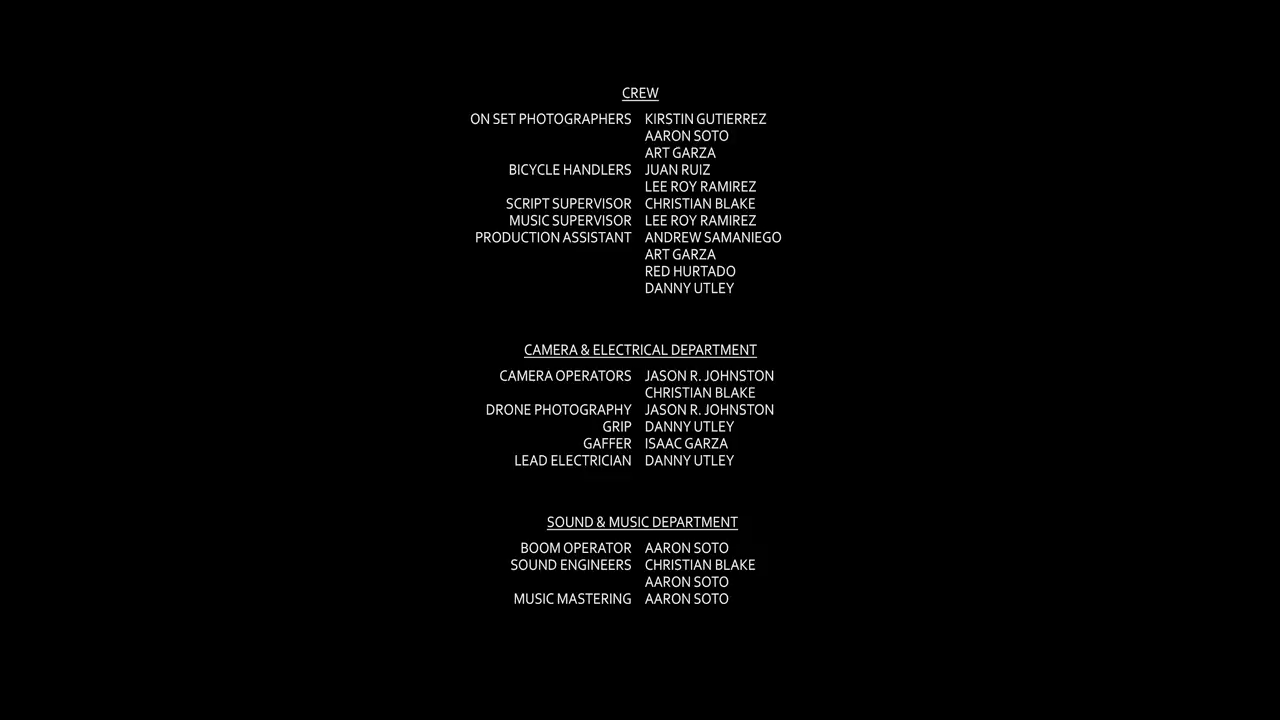 CREW
ON SET PHOTOGRAPHERS KIRSTIN GUTIERREZ
AARON SOTO
ART GARZA
BICYCLE HANDLERS JUAN RUIZ
LEE ROY RAMIREZ
SCRIPT SUPERVISOR CHRISTIAN BLAKE
MUSIC SUPERVISOR LEE ROY RAMIREZ
PRODUCTION ASSISTANT ANDREW SAMANIEGO
ART GARZA
RED HURTADO
DANNY UTLEY
CAMERA & ELECTRICAL DEPARTMENT
CAMERA OPERATORS JASON R. JOHNSTON
CHRISTIAN BLAKE
DRONE PHOTOGRAPHY JASON R. JOHNSTON
GRIP DANNY UTLEY
GAFFER ISAAC GARZA
LEAD ELECTRICIAN DANNY UTLEY
SOUND & MUSIC DEPARTMENT
BOOM OPERATOR AARON SOTO
SOUND ENGINEERS CHRISTIAN BLAKE
AARON SOTO
MUSIC MASTERING AARON SOTO